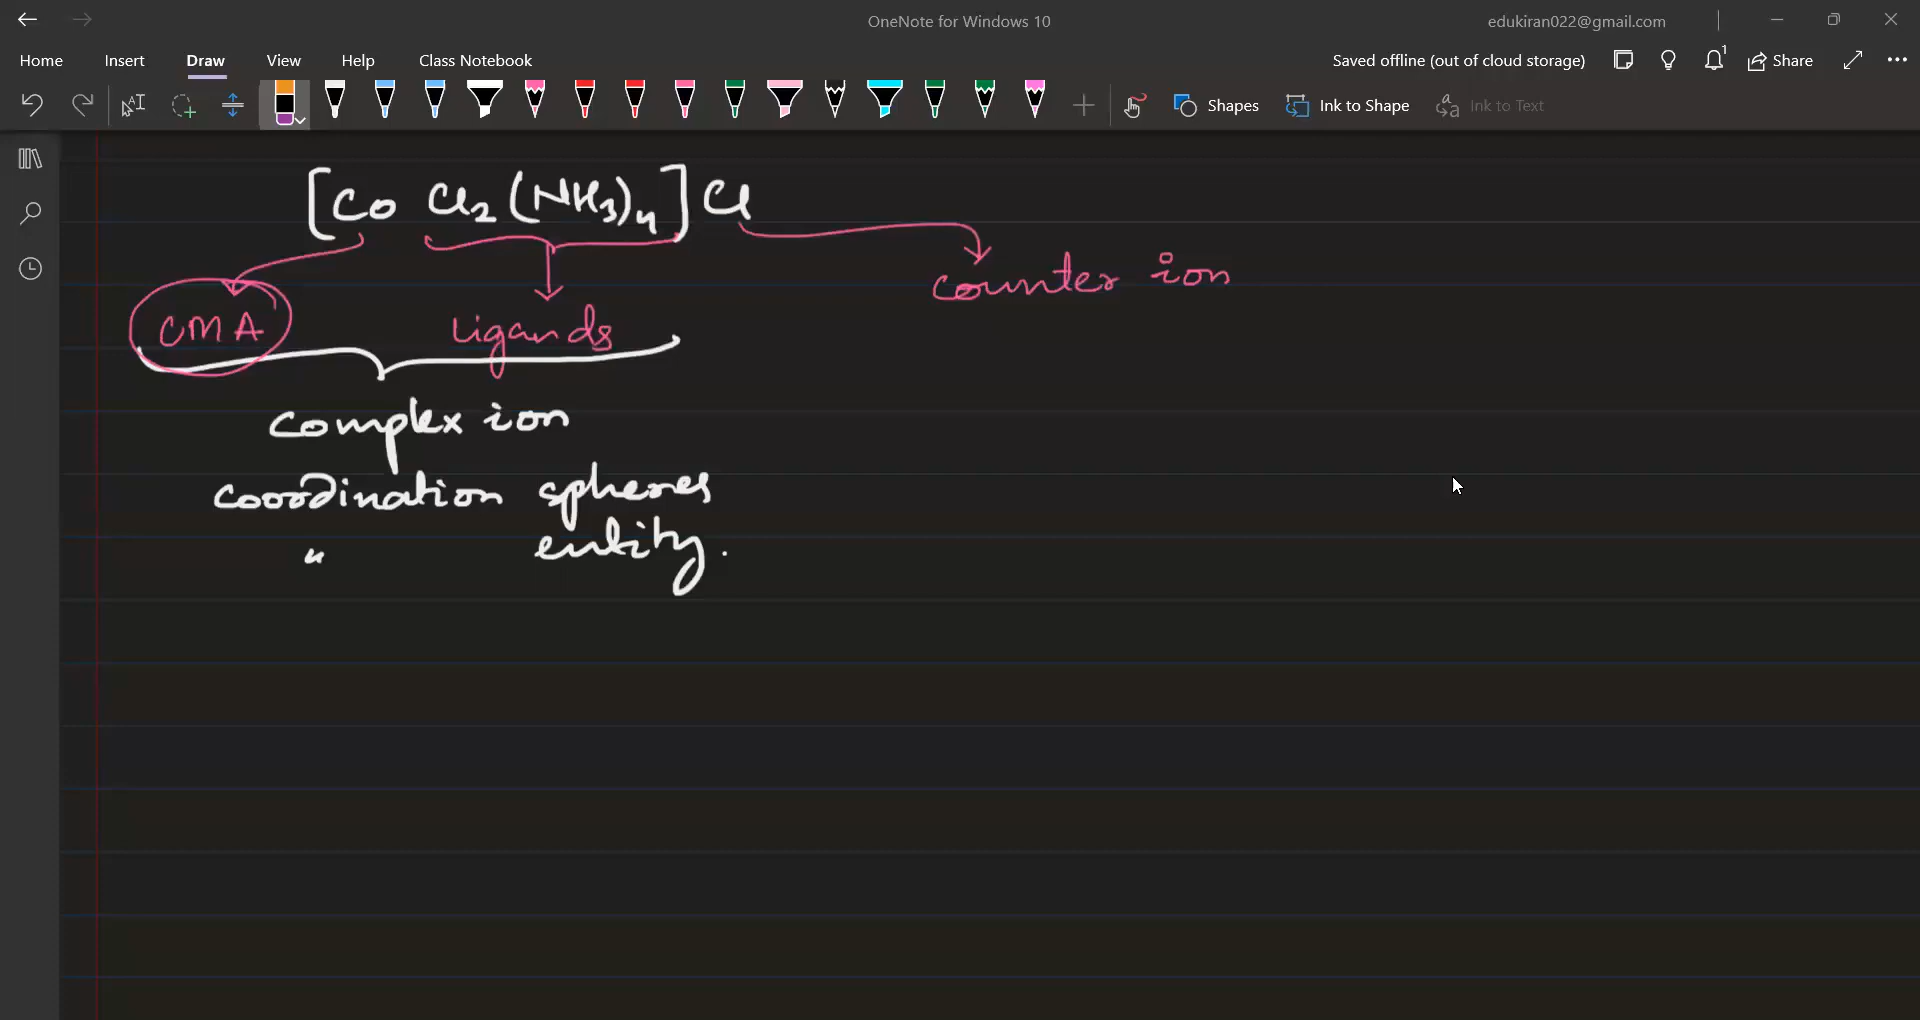 OneNote for Windows 10
edukiran022@gmail.com
Home Insert Draw View Help Class Notebook
Saved offline (out of cloud storage)
1
Share
Shapes
Ink to Shape
Ink to Text
[Co Cl₂ (NH₃)₄] Cl
counter ion
CMA
Ligands
complex ion
coordination spheres
" entity.